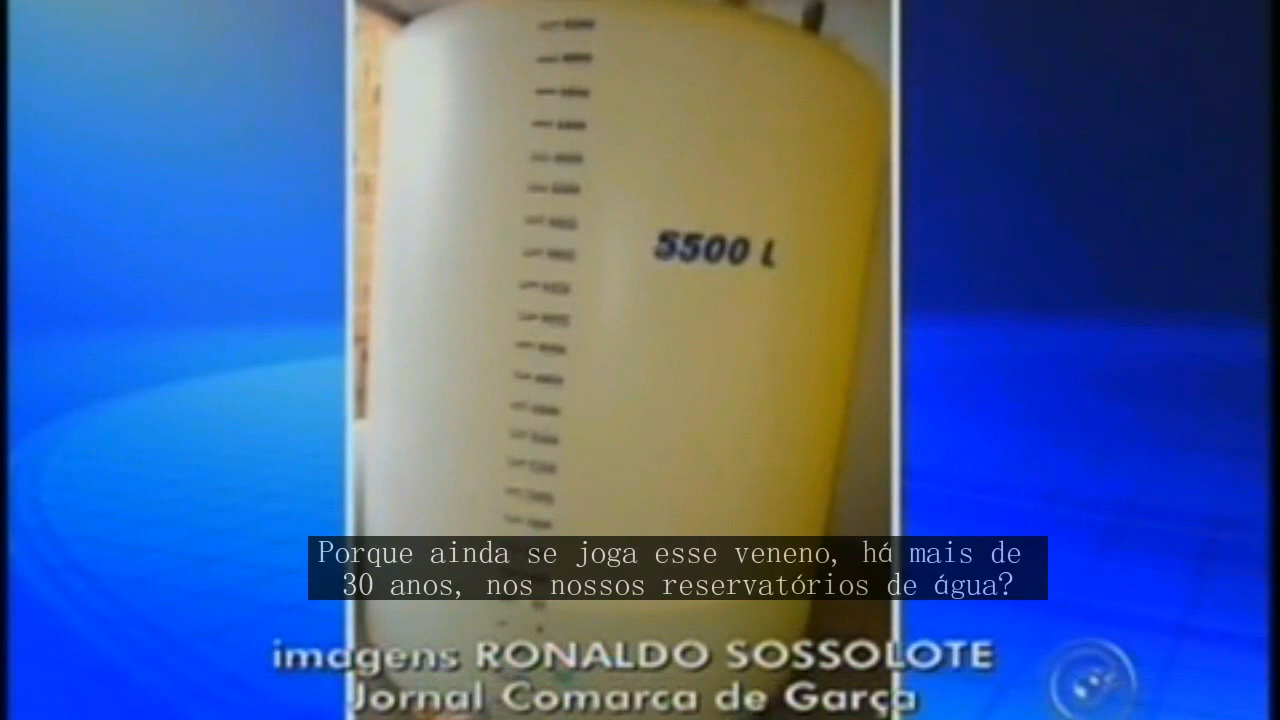 5500 L
Porque ainda se joga esse veneno, há mais de
30 anos, nos nossos reservatórios de água?
imagens RONALDO SOSSOLOTE
Jornal Comarca de Garça